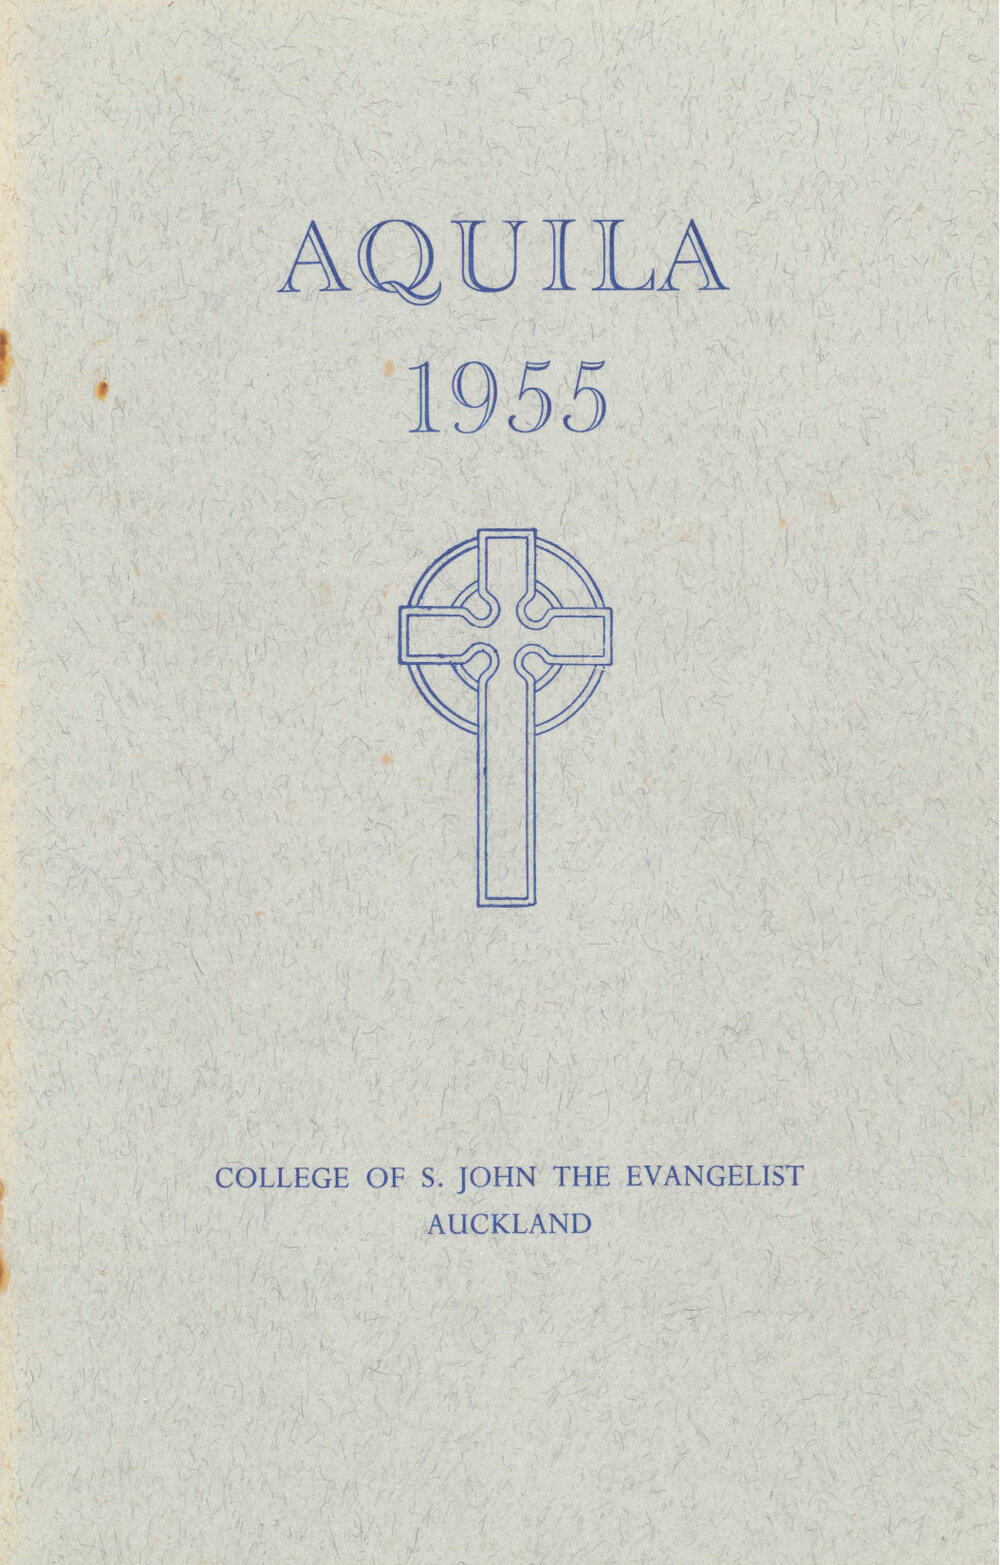 AQUILA
1955
COLLEGE OF S. JOHN THE EVANGELIST
AUCKLAND